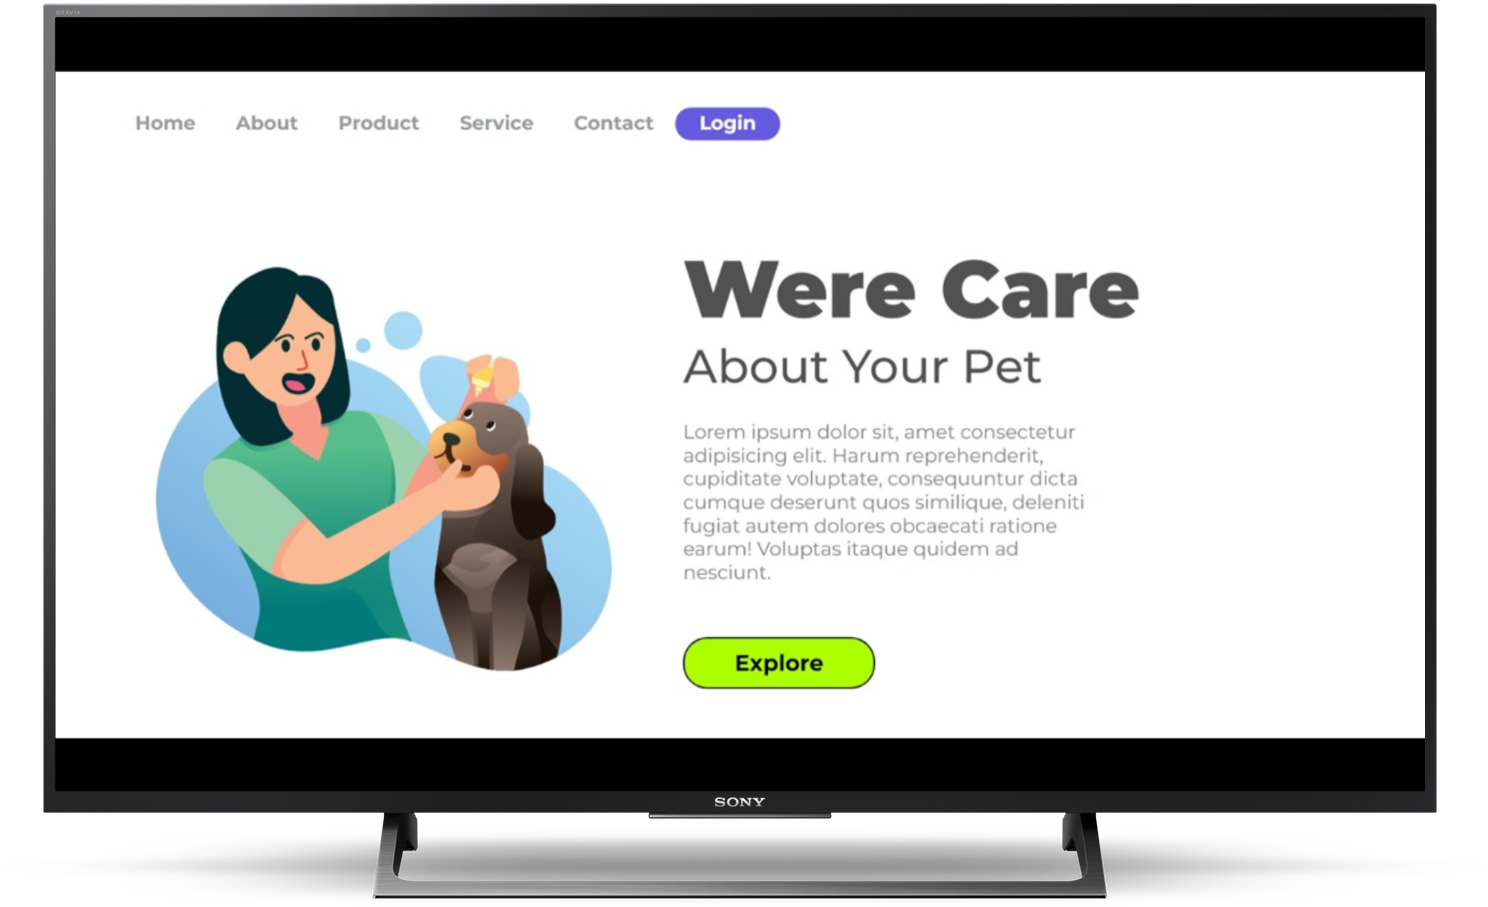 BRAVIA
Home About Product Service Contact Login
Were Care
About Your Pet
Lorem ipsum dolor sit, amet consectetur
adipisicing elit. Harum reprehenderit,
cupiditate voluptate, consequuntur dicta
cumque deserunt quos similique, deleniti
fugiat autem dolores obcaecati ratione
earum! Voluptas itaque quidem ad
nesciunt.
Explore
SONY